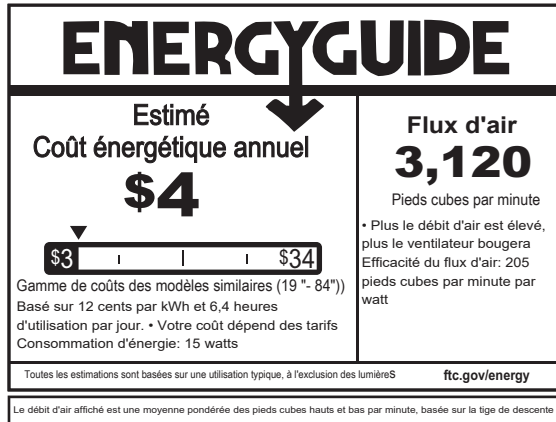 ENERGYGUIDE
Estimé
Coût énergétique annuel
$4
$3
$34
Gamme de coûts des modèles similaires (19 "- 84"))
Basé sur 12 cents par kWh et 6,4 heures
d'utilisation par jour. • Votre coût dépend des tarifs
Consommation d'énergie: 15 watts
Flux d'air
3,120
Pieds cubes par minute
• Plus le débit d'air est élevé,
plus le ventilateur bougera
Efficacité du flux d'air: 205
pieds cubes par minute par
watt
Toutes les estimations sont basées sur une utilisation typique, à l'exclusion des lumièreS
ftc.gov/energy
Le débit d'air affiché est une moyenne pondérée des pieds cubes hauts et bas par minute, basée sur la tige de descente